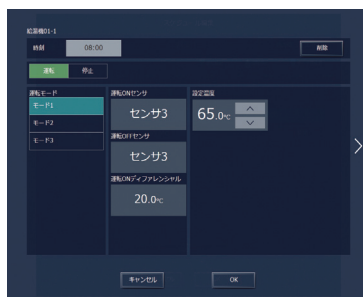 給湯機01-1
時刻 08:00 削除
運転 停止
運転モード 運転ONセンサ 設定温度
モード1 センサ3 65.0℃
モード2 運転OFFセンサ
モード3 センサ3
運転ONディファレンシャル
20.0℃
キャンセル OK